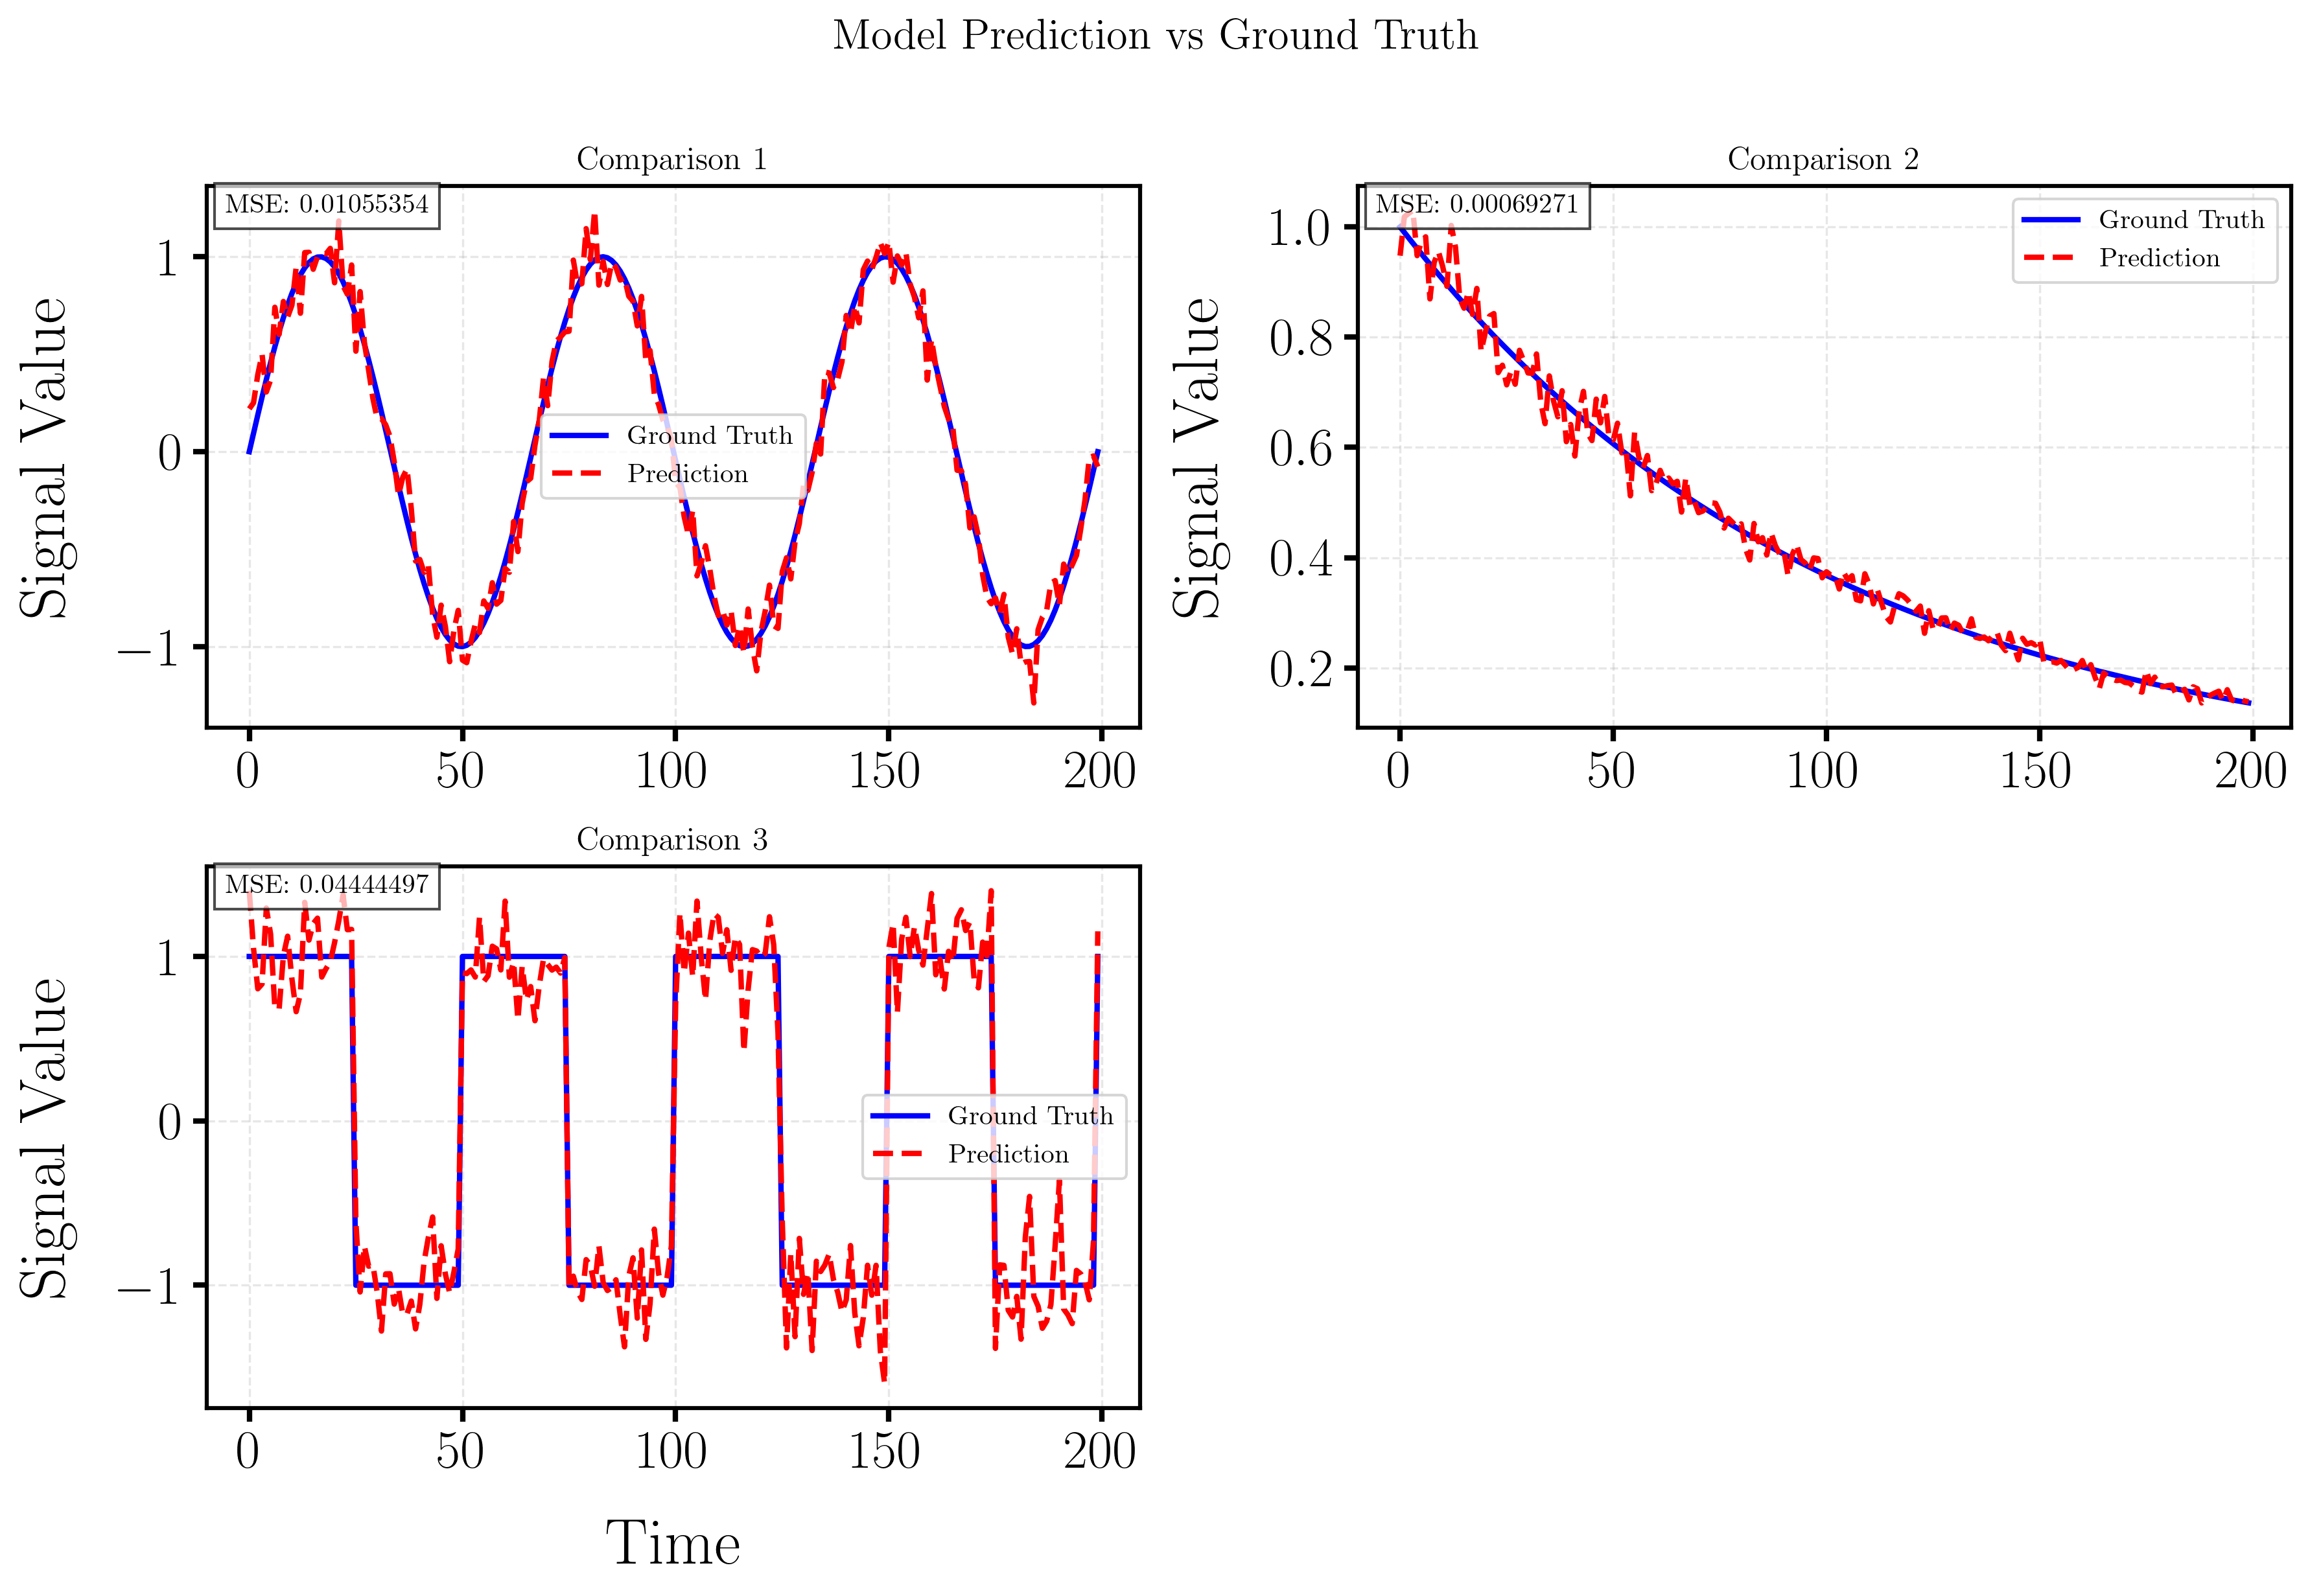 Model Prediction vs Ground Truth
Comparison 1
MSE: 0.01055354
Signal Value
1
0
−1
Ground Truth
Prediction
0 50 100 150 200
Comparison 2
MSE: 0.00069271
Signal Value
1.0
0.8
0.6
0.4
0.2
Ground Truth
Prediction
0 50 100 150 200
Comparison 3
MSE: 0.04444497
Signal Value
1
0
−1
Ground Truth
Prediction
0 50 100 150 200
Time